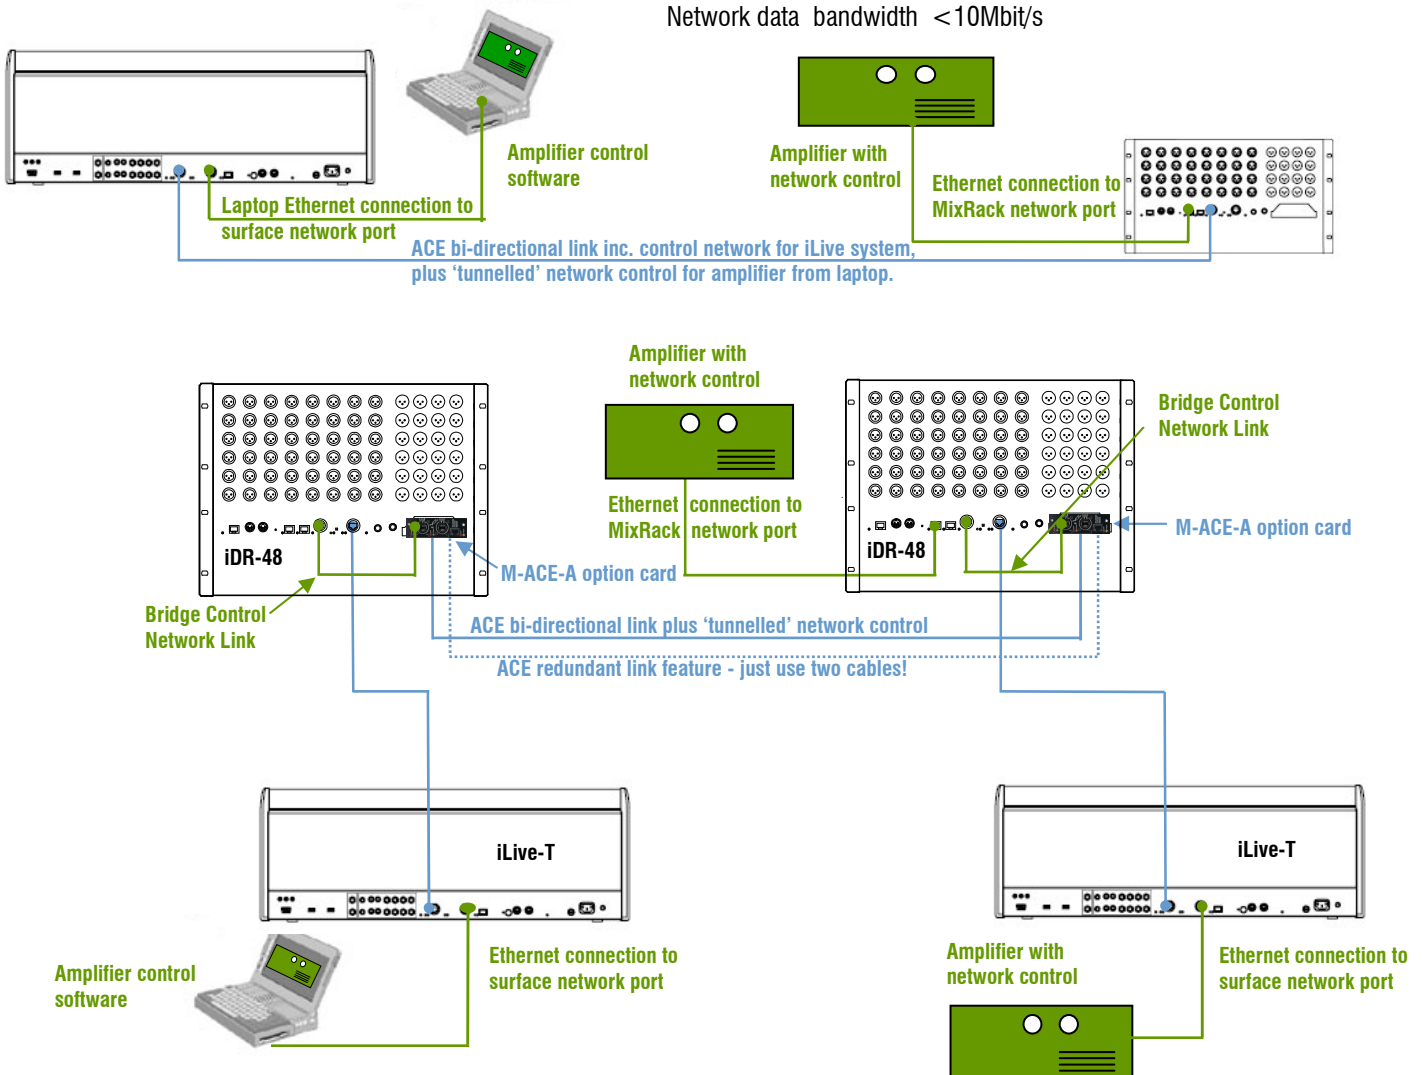 Network data bandwidth <10Mbit/s
Amplifier control
software
Amplifier with
network control
Ethernet connection to
MixRack network port
Laptop Ethernet connection to
surface network port
ACE bi-directional link inc. control network for iLive system,
plus ‘tunnelled’ network control for amplifier from laptop.
Amplifier with
network control
Bridge Control
Network Link
Ethernet connection to
MixRack network port
iDR-48
M-ACE-A option card
iDR-48
M-ACE-A option card
Bridge Control
Network Link
ACE bi-directional link plus ‘tunnelled’ network control
ACE redundant link feature - just use two cables!
iLive-T
iLive-T
Amplifier control
software
Ethernet connection to
surface network port
Amplifier with
network control
Ethernet connection to
surface network port